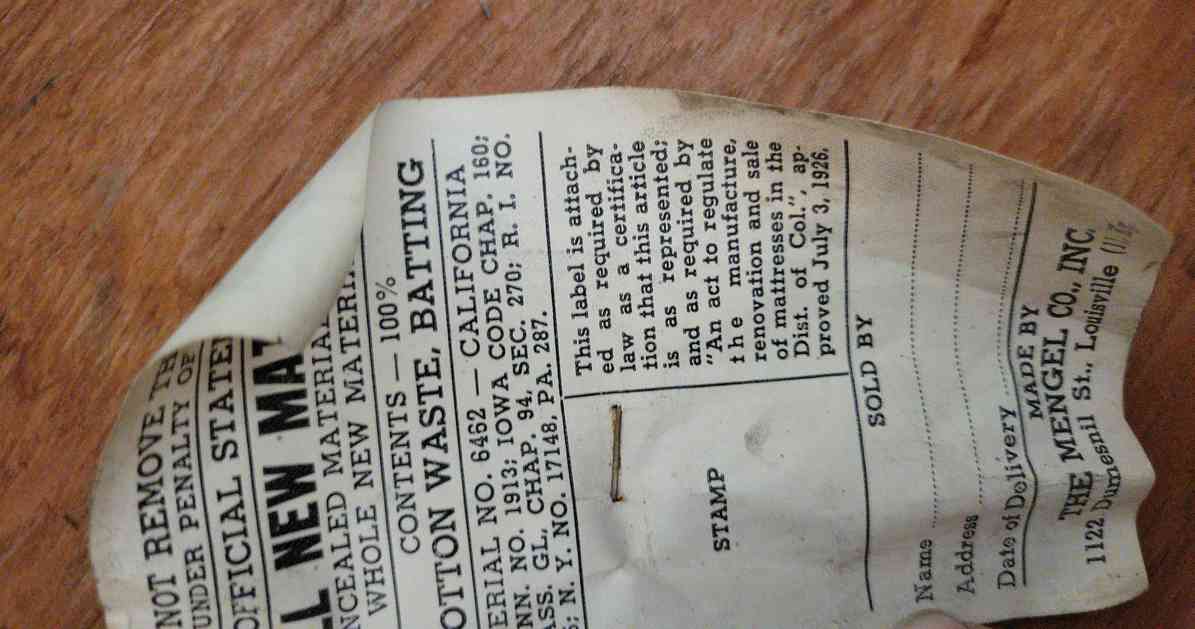 NOT REMOVE TH
UNDER PENALTY OF
OFFICIAL STATE
LL NEW MAT
NCEALED MATERIAL
WHOLE NEW MATERI
CONTENTS — 100%
OTTON WASTE, BATTING
ERIAL NO. 6462 — CALIFORNIA
NN. NO. 1913; IOWA CODE CHAP. 160;
ASS. GL, CHAP. 94, SEC. 270; R. I. NO.
6; N. Y. NO. 17148, PA. 287.
STAMP
This label is attach-
ed as required by
law as a certifica-
tion that this article
is as represented;
and as required by
"An act to regulate
the manufacture,
renovation and sale
of mattresses in the
Dist. of Col.", ap-
proved July 3, 1926.
SOLD BY
Name
Address
Date of Delivery
MADE BY
THE MENGEL CO., INC.
1122 Dumesnil St., Louisville